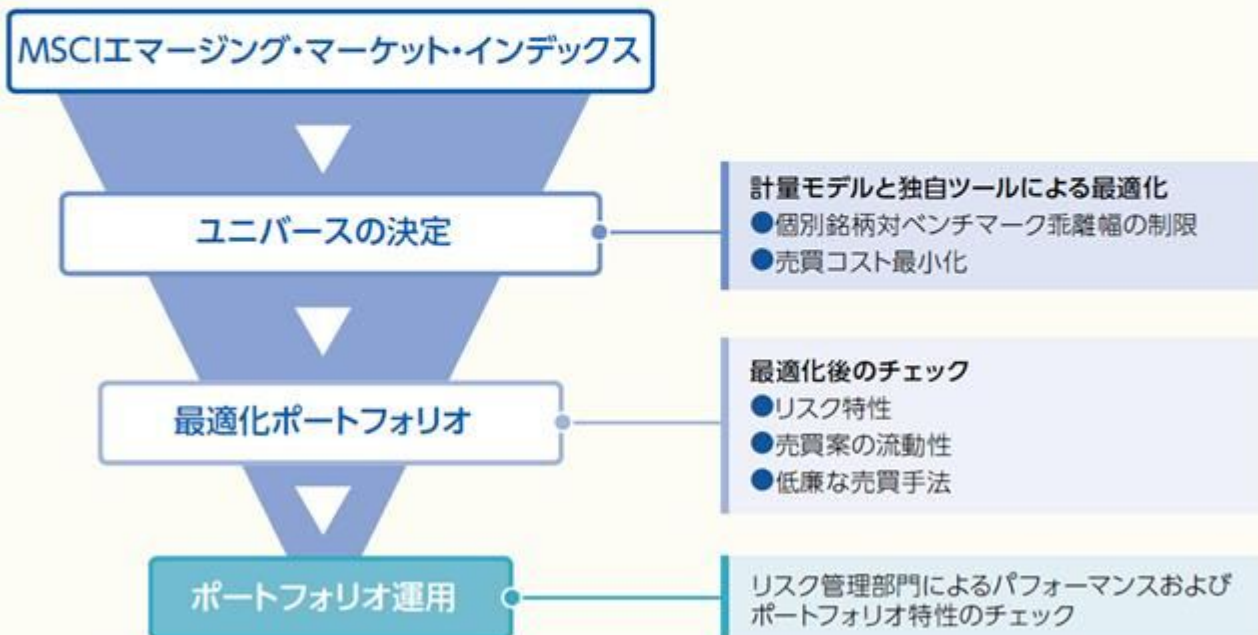 MSCIエマージング・マーケット・インデックス
ユニバースの決定
計量モデルと独自ツールによる最適化
●個別銘柄対ベンチマーク乖離幅の制限
●売買コスト最小化
最適化ポートフォリオ
最適化後のチェック
●リスク特性
●売買案の流動性
●低廉な売買手法
ポートフォリオ運用
リスク管理部門によるパフォーマンスおよび
ポートフォリオ特性のチェック